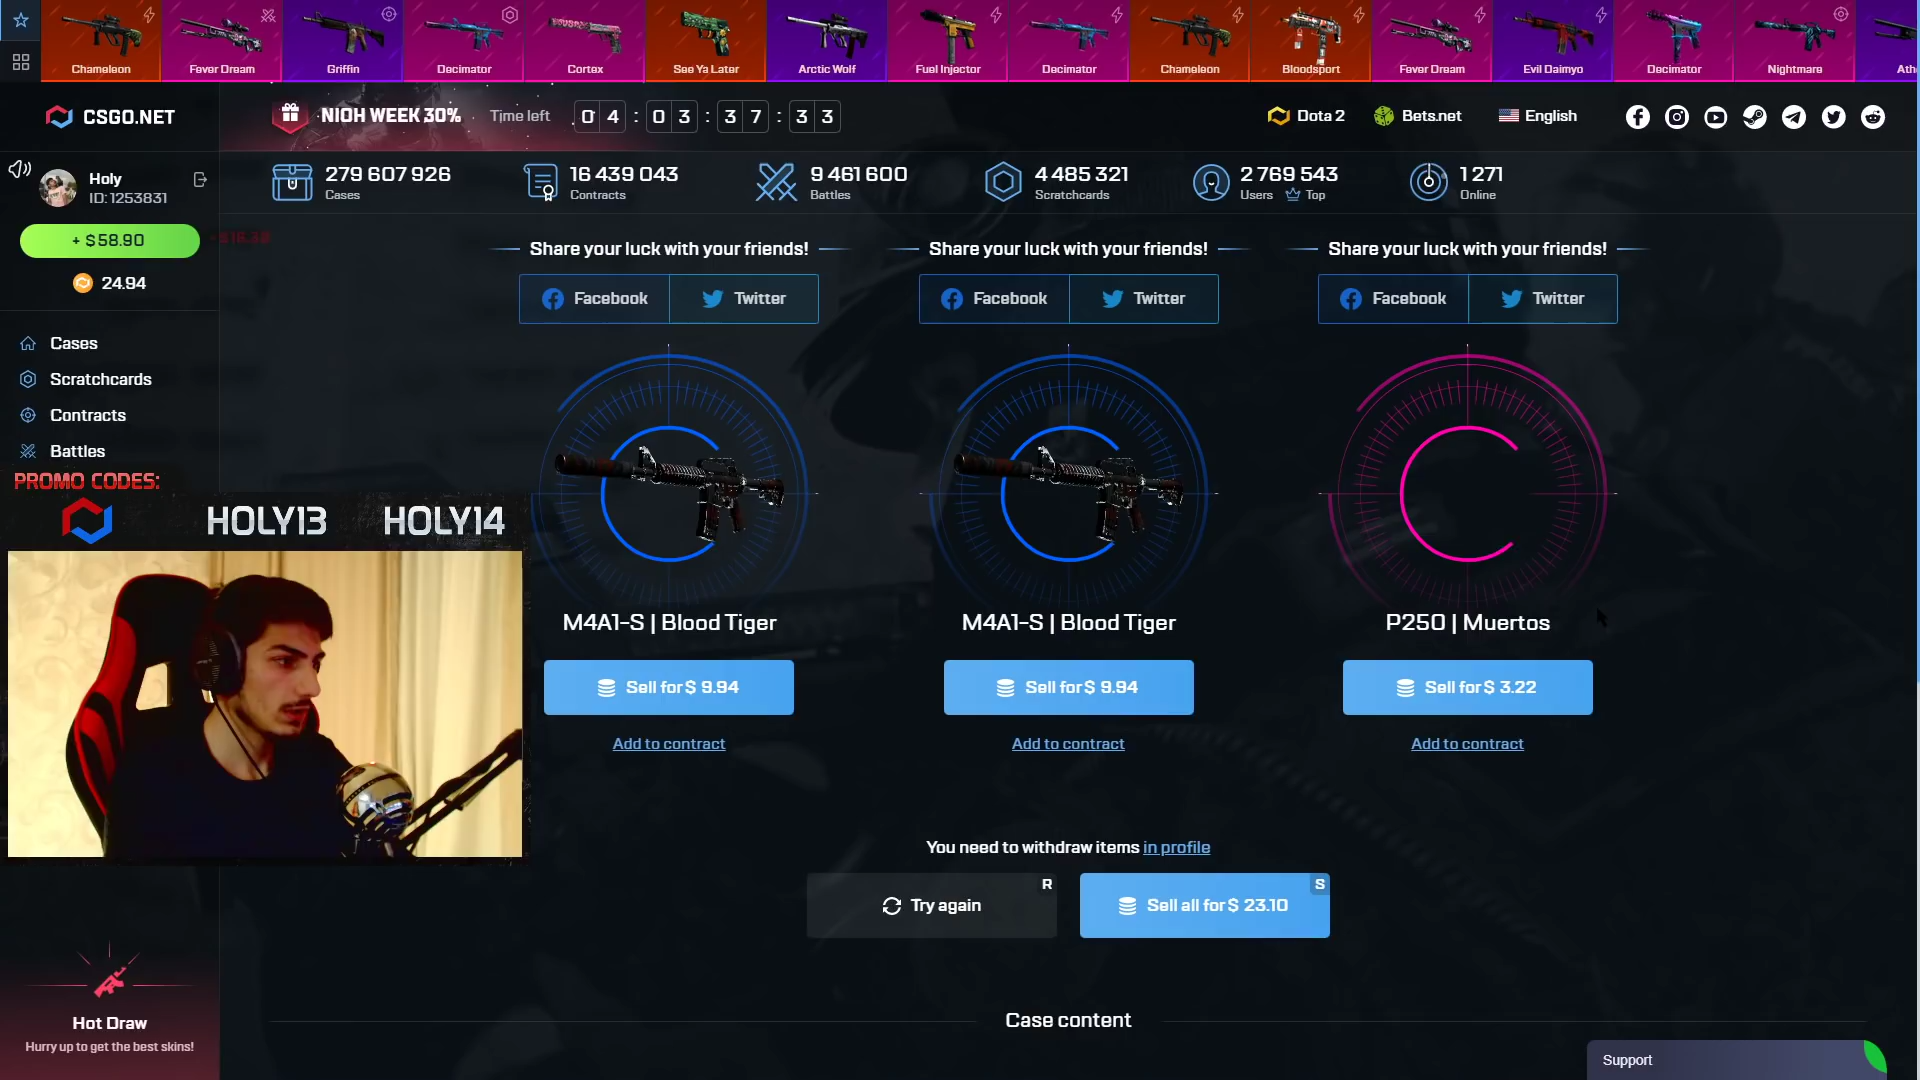 Chameleon
Fever Dream
Griffin
Decimator
Cortex
See Ya Later
Arctic Wolf
Fuel Injector
Decimator
Chameleon
Bloodsport
Fever Dream
Evil Daimyo
Decimator
Nightmare
Ath
CSGO.NET
NIOH WEEK 30%
Time left
04 : 03 : 37 : 33
Dota 2
Bets.net
English
279 607 926
Cases
16 439 043
Contracts
9 461 600
Battles
4 485 321
Scratchcards
2 769 543
Users
Top
1 271
Online
Holy
ID: 1253831
+ $58.90
24.94
Cases
Scratchcards
Contracts
Battles
PROMO CODES:
HOLY13
HOLY14
Share your luck with your friends!
Share your luck with your friends!
Share your luck with your friends!
Facebook
Twitter
Facebook
Twitter
Facebook
Twitter
M4A1-S | Blood Tiger
M4A1-S | Blood Tiger
P250 | Muertos
Sell for $ 9.94
Sell for $ 9.94
Sell for $ 3.22
Add to contract
Add to contract
Add to contract
You need to withdraw items in profile
Try again
R
Sell all for $ 23.10
S
Hot Draw
Hurry up to get the best skins!
Case content
Support